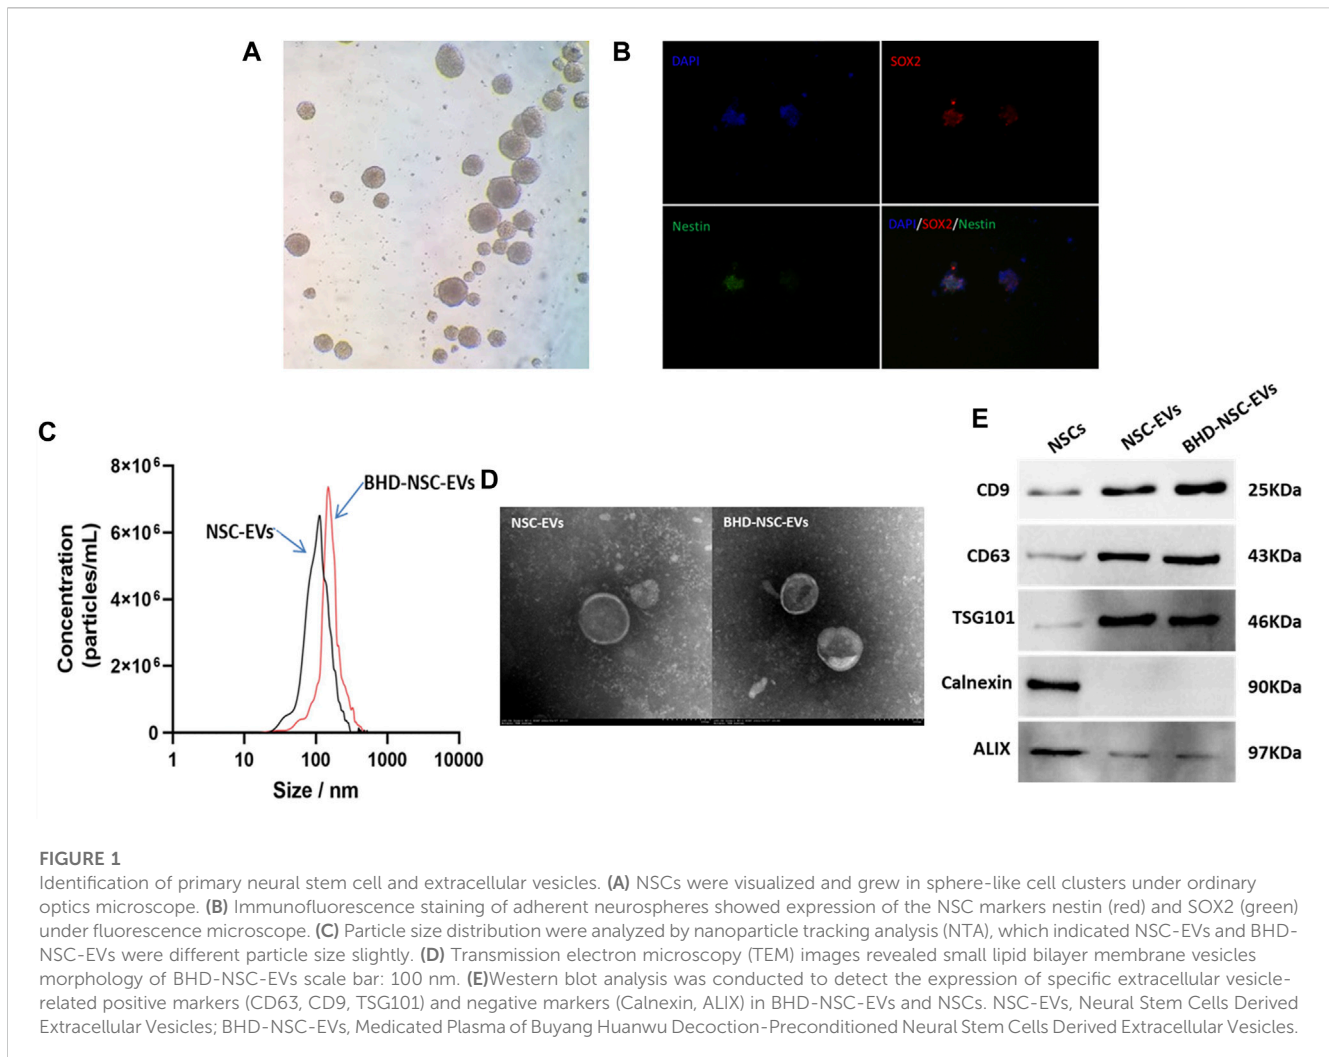 A
B
DAPI
SOX2
Nestin
DAPI/SOX2/Nestin
C
8×10⁶
6×10⁶
4×10⁶
2×10⁶
0
1
10
100
1000
10000
Concentration
(particles/mL)
Size / nm
NSC-EVs
BHD-NSC-EVs
D
NSC-EVs
BHD-NSC-EVs
E
NSCs
NSC-EVs
BHD-NSC-EVs
CD9 25KDa
CD63 43KDa
TSG101 46KDa
Calnexin 90KDa
ALIX 97KDa
FIGURE 1
Identification of primary neural stem cell and extracellular vesicles. (A) NSCs were visualized and grew in sphere-like cell clusters under ordinary
optics microscope. (B) Immunofluorescence staining of adherent neurospheres showed expression of the NSC markers nestin (red) and SOX2 (green)
under fluorescence microscope. (C) Particle size distribution were analyzed by nanoparticle tracking analysis (NTA), which indicated NSC-EVs and BHD-
NSC-EVs were different particle size slightly. (D) Transmission electron microscopy (TEM) images revealed small lipid bilayer membrane vesicles
morphology of BHD-NSC-EVs scale bar: 100 nm. (E)Western blot analysis was conducted to detect the expression of specific extracellular vesicle-
related positive markers (CD63, CD9, TSG101) and negative markers (Calnexin, ALIX) in BHD-NSC-EVs and NSCs. NSC-EVs, Neural Stem Cells Derived
Extracellular Vesicles; BHD-NSC-EVs, Medicated Plasma of Buyang Huanwu Decoction-Preconditioned Neural Stem Cells Derived Extracellular Vesicles.